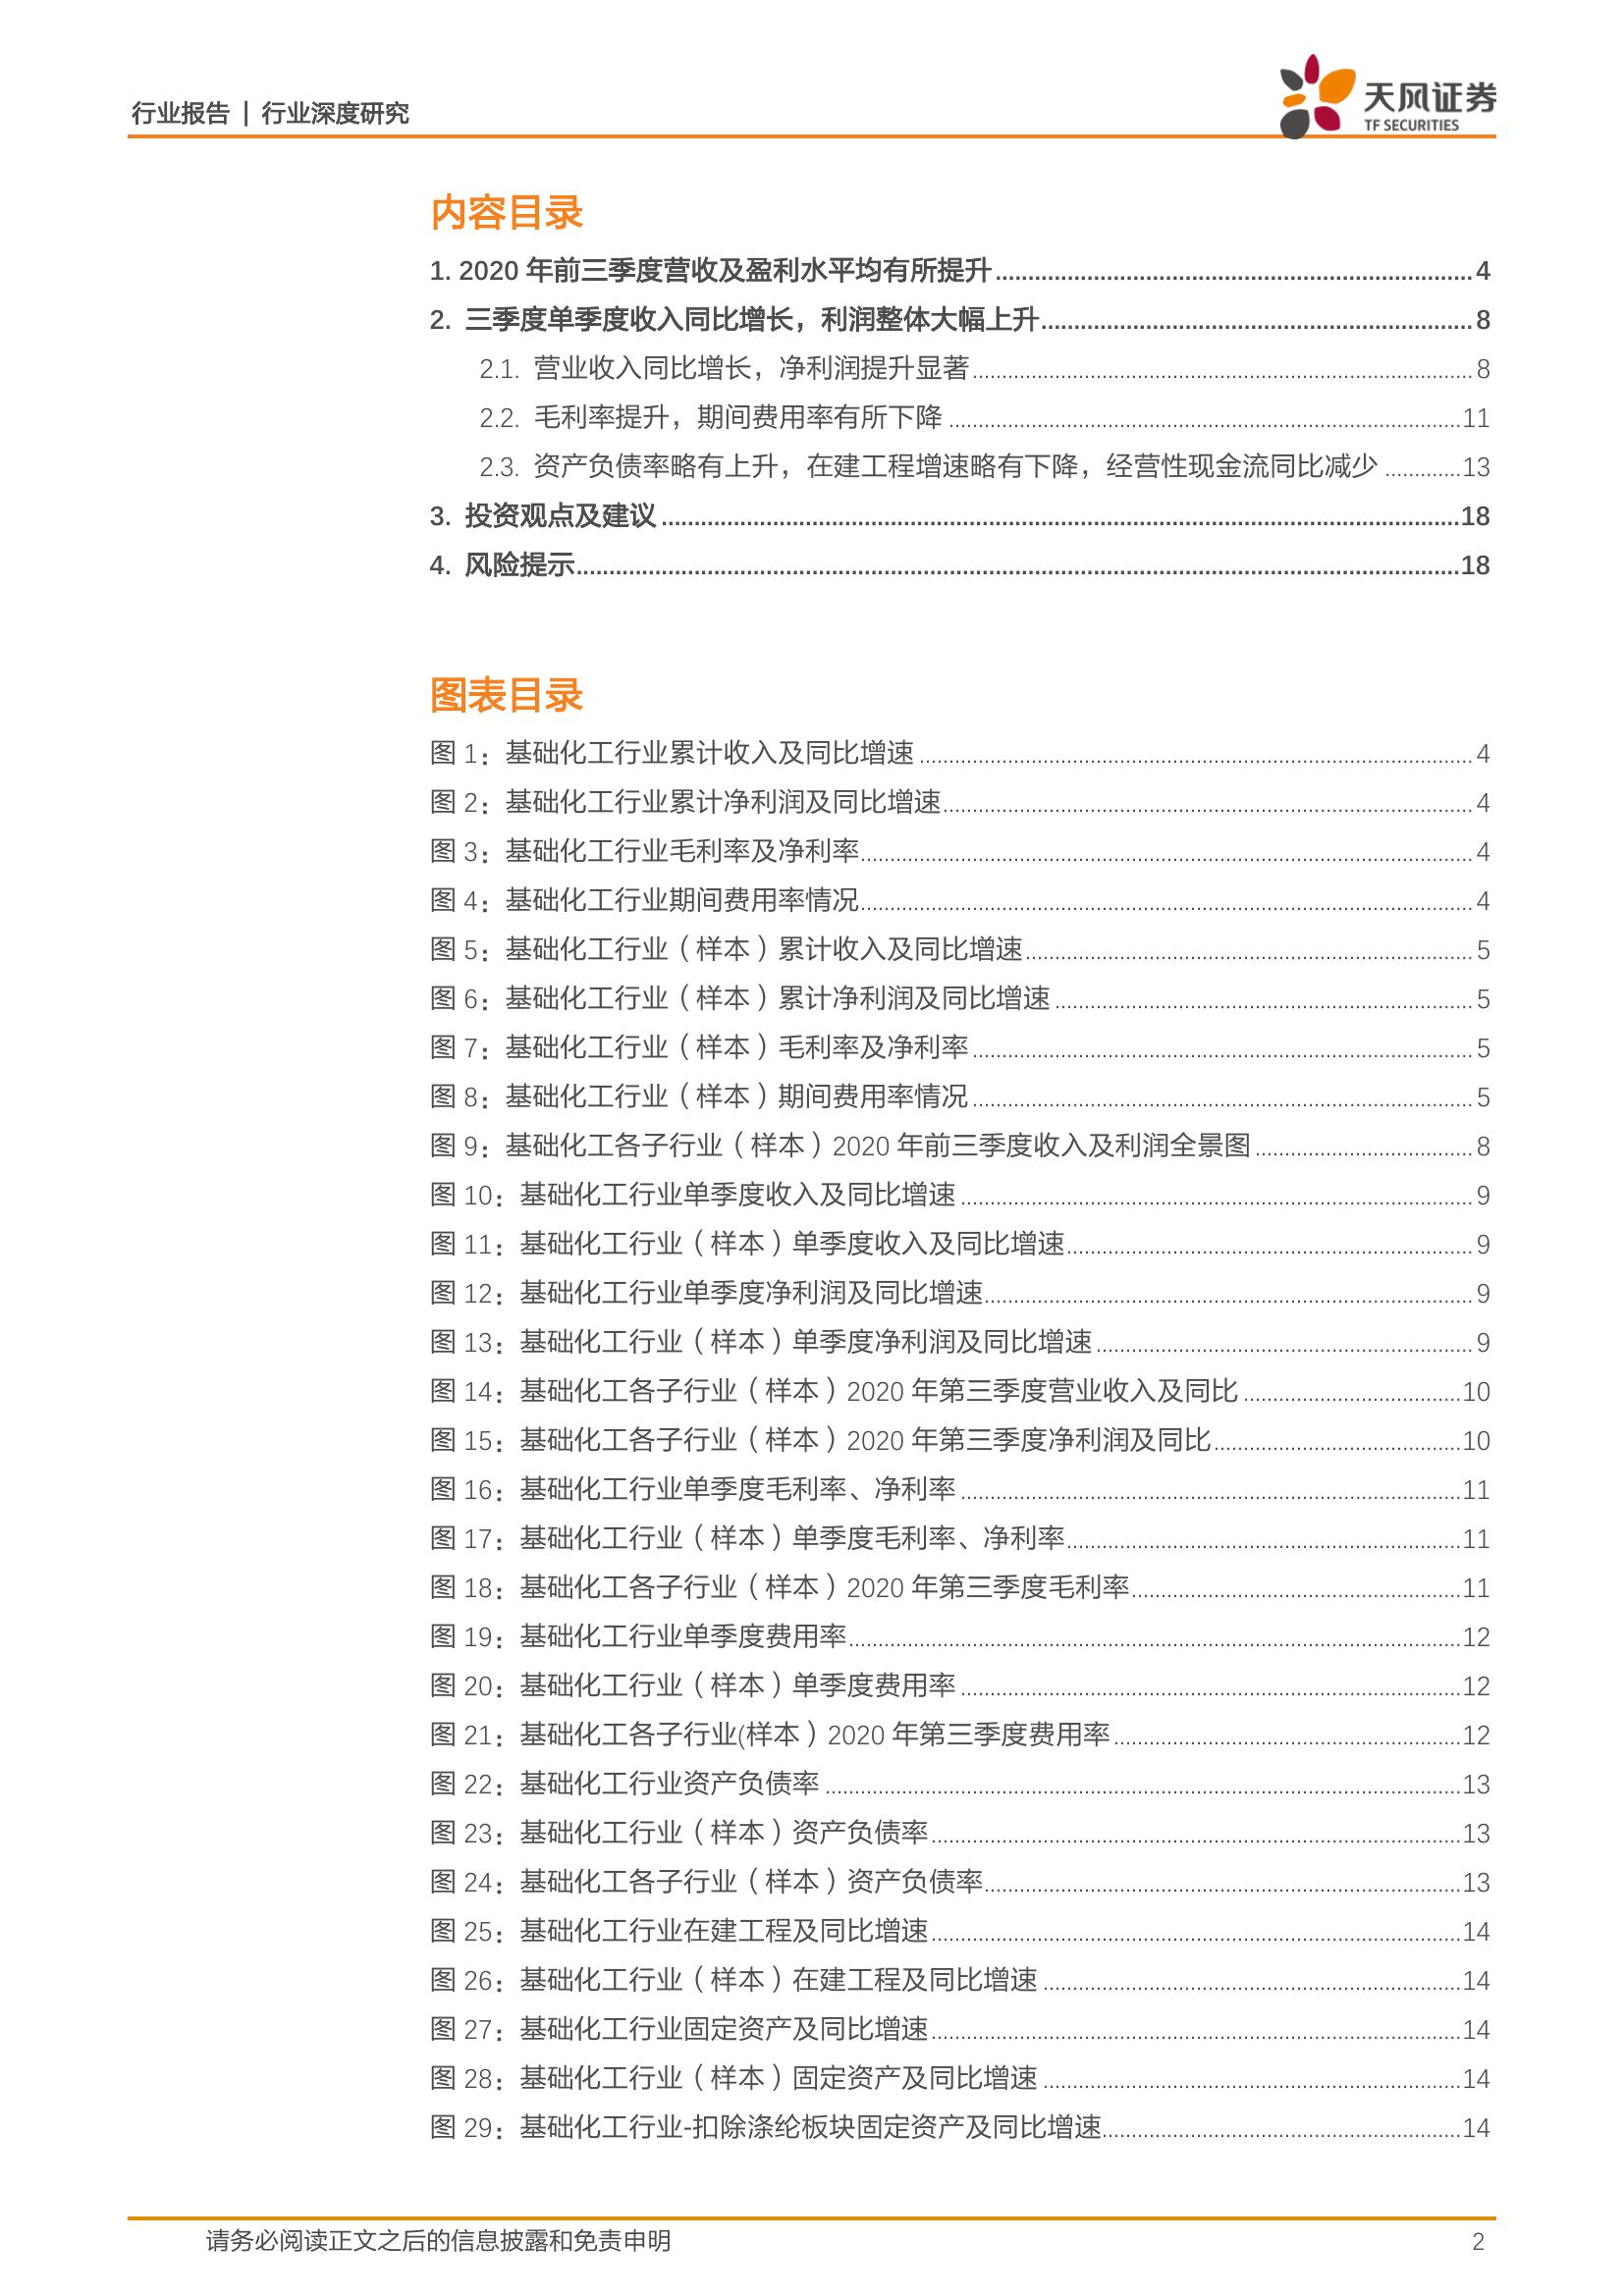 行业报告 | 行业深度研究
天风证券
TF SECURITIES
内容目录
1. 2020 年前三季度营收及盈利水平均有所提升 4
2. 三季度单季度收入同比增长，利润整体大幅上升 8
2.1. 营业收入同比增长，净利润提升显著 8
2.2. 毛利率提升，期间费用率有所下降 11
2.3. 资产负债率略有上升，在建工程增速略有下降，经营性现金流同比减少 13
3. 投资观点及建议 18
4. 风险提示 18
图表目录
图 1：基础化工行业累计收入及同比增速 4
图 2：基础化工行业累计净利润及同比增速 4
图 3：基础化工行业毛利率及净利率 4
图 4：基础化工行业期间费用率情况 4
图 5：基础化工行业（样本）累计收入及同比增速 5
图 6：基础化工行业（样本）累计净利润及同比增速 5
图 7：基础化工行业（样本）毛利率及净利率 5
图 8：基础化工行业（样本）期间费用率情况 5
图 9：基础化工各子行业（样本）2020 年前三季度收入及利润全景图 8
图 10：基础化工行业单季度收入及同比增速 9
图 11：基础化工行业（样本）单季度收入及同比增速 9
图 12：基础化工行业单季度净利润及同比增速 9
图 13：基础化工行业（样本）单季度净利润及同比增速 9
图 14：基础化工各子行业（样本）2020 年第三季度营业收入及同比 10
图 15：基础化工各子行业（样本）2020 年第三季度净利润及同比 10
图 16：基础化工行业单季度毛利率、净利率 11
图 17：基础化工行业（样本）单季度毛利率、净利率 11
图 18：基础化工各子行业（样本）2020 年第三季度毛利率 11
图 19：基础化工行业单季度费用率 12
图 20：基础化工行业（样本）单季度费用率 12
图 21：基础化工各子行业(样本）2020 年第三季度费用率 12
图 22：基础化工行业资产负债率 13
图 23：基础化工行业（样本）资产负债率 13
图 24：基础化工各子行业（样本）资产负债率 13
图 25：基础化工行业在建工程及同比增速 14
图 26：基础化工行业（样本）在建工程及同比增速 14
图 27：基础化工行业固定资产及同比增速 14
图 28：基础化工行业（样本）固定资产及同比增速 14
图 29：基础化工行业-扣除涤纶板块固定资产及同比增速 14
请务必阅读正文之后的信息披露和免责申明 2